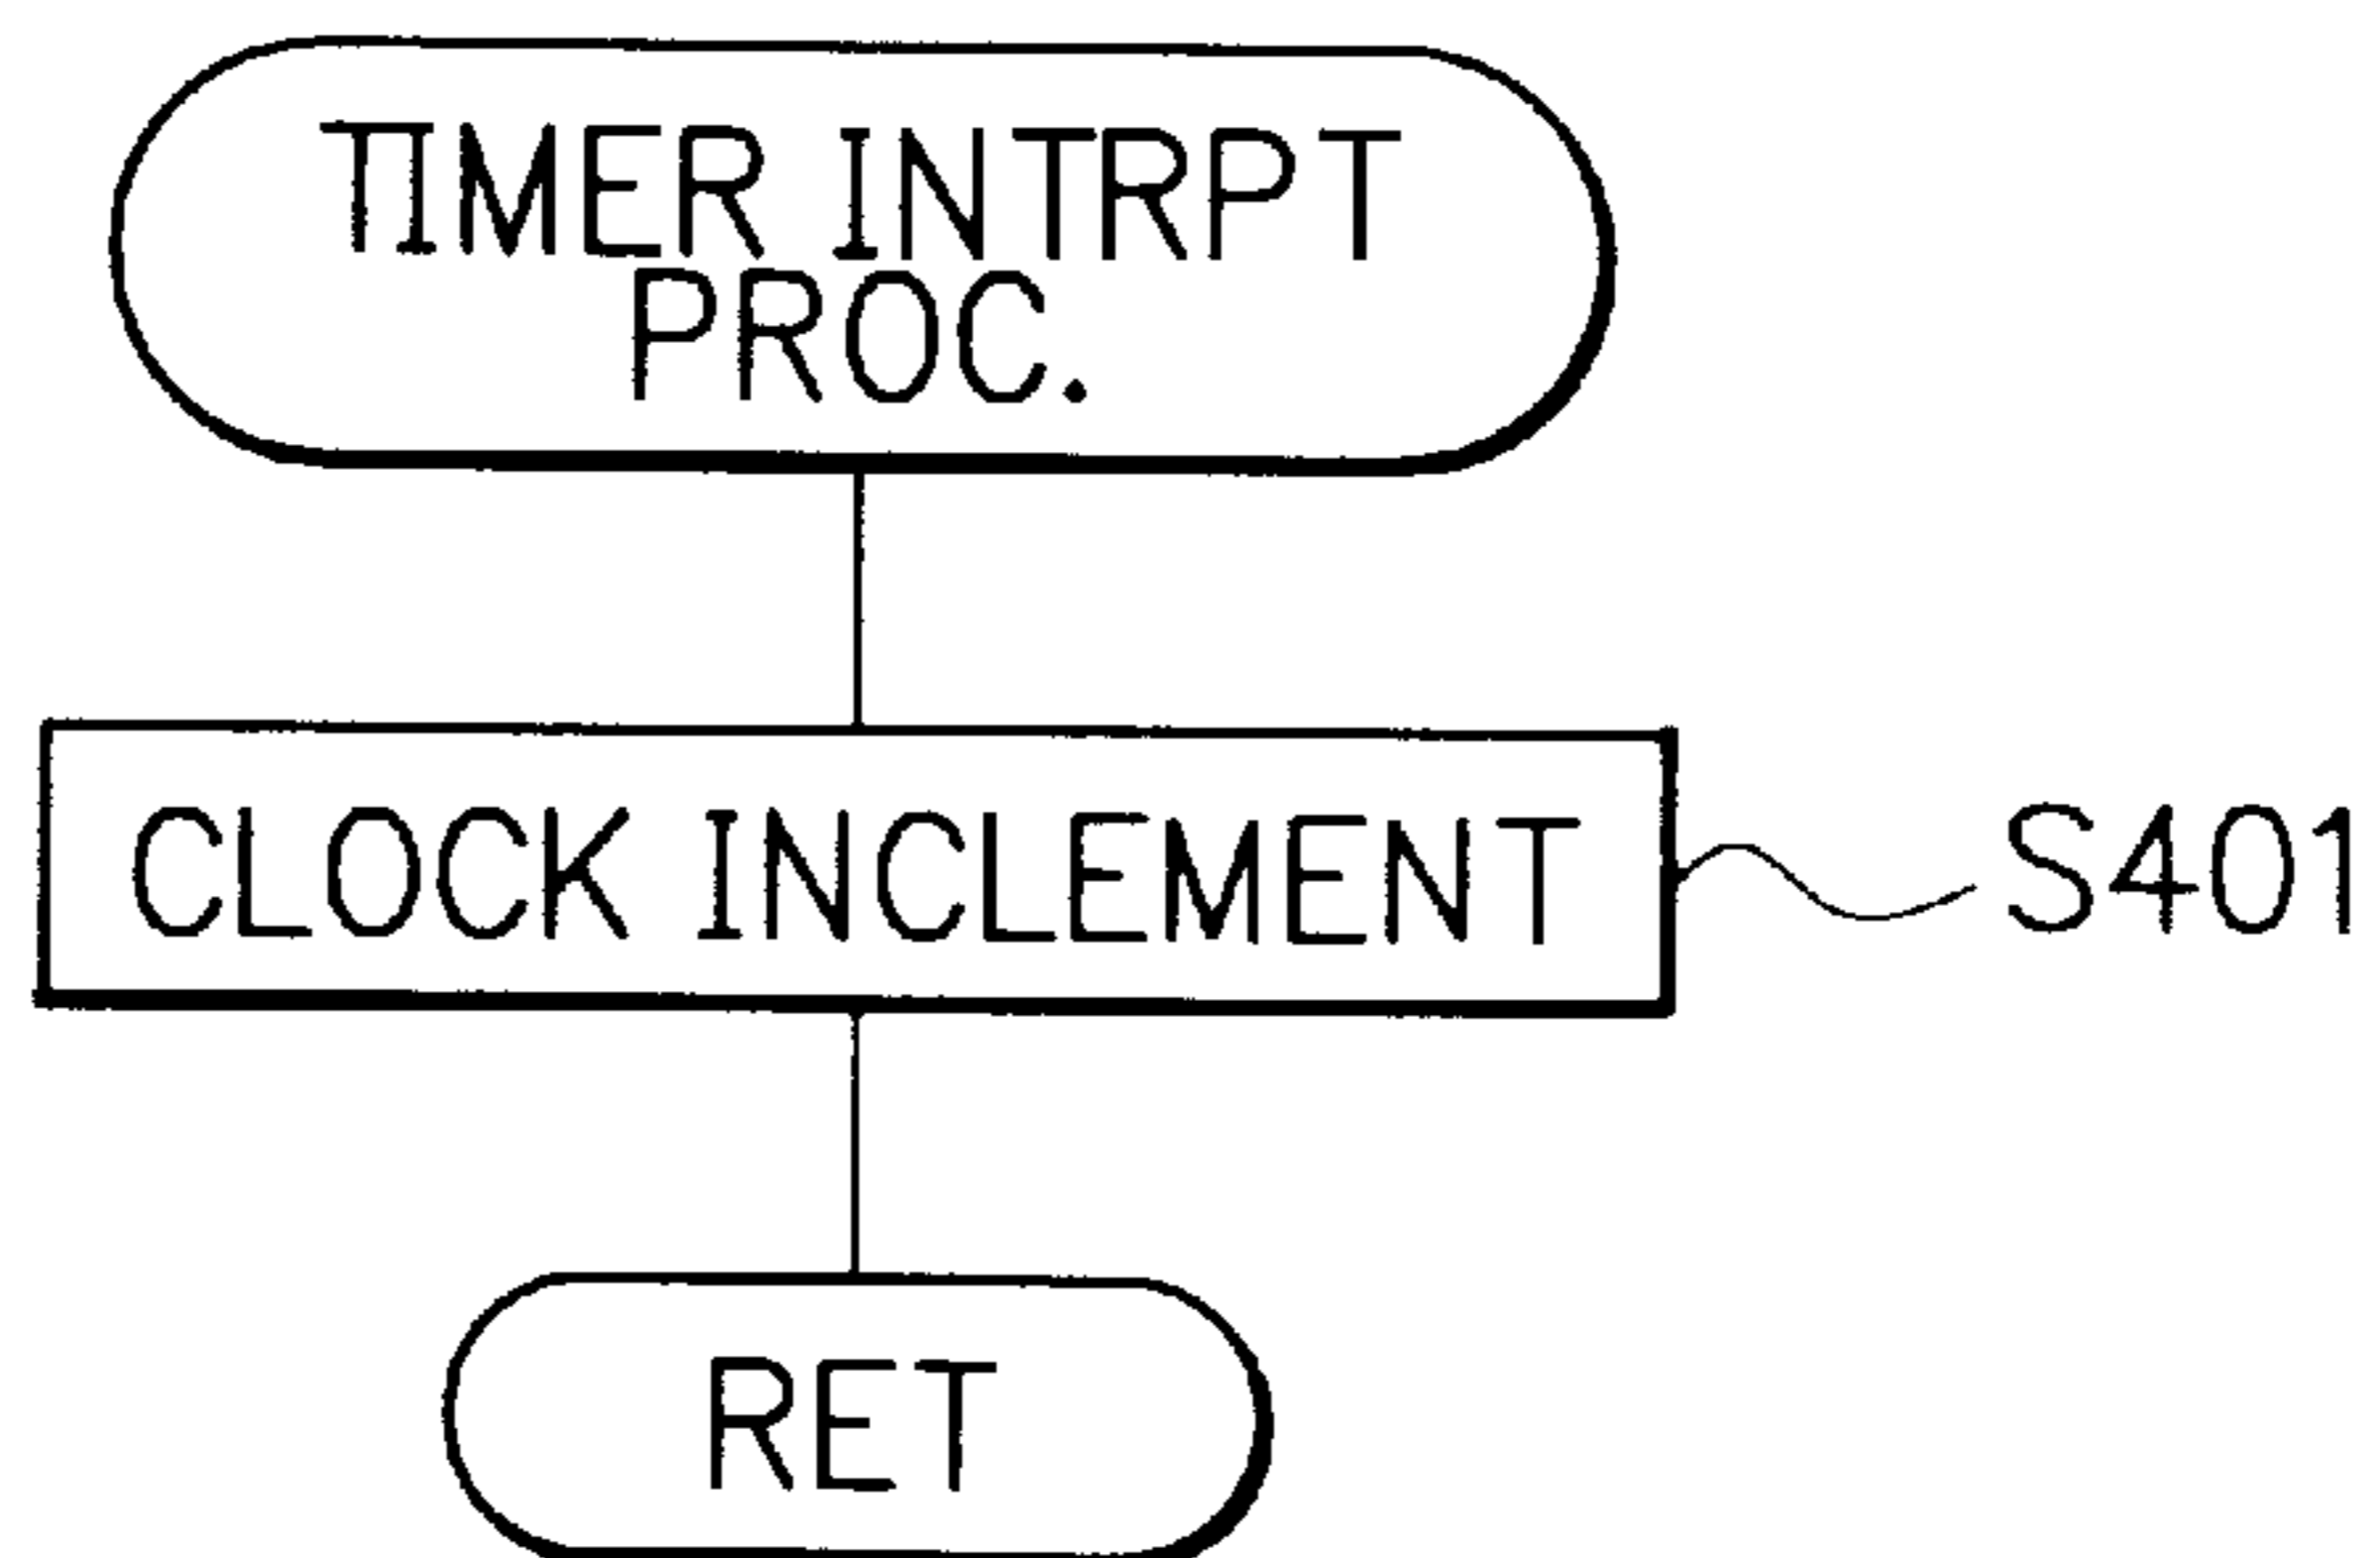 TIMER INTRPT
PROC.
CLOCK INCLEMENT
S401
RET